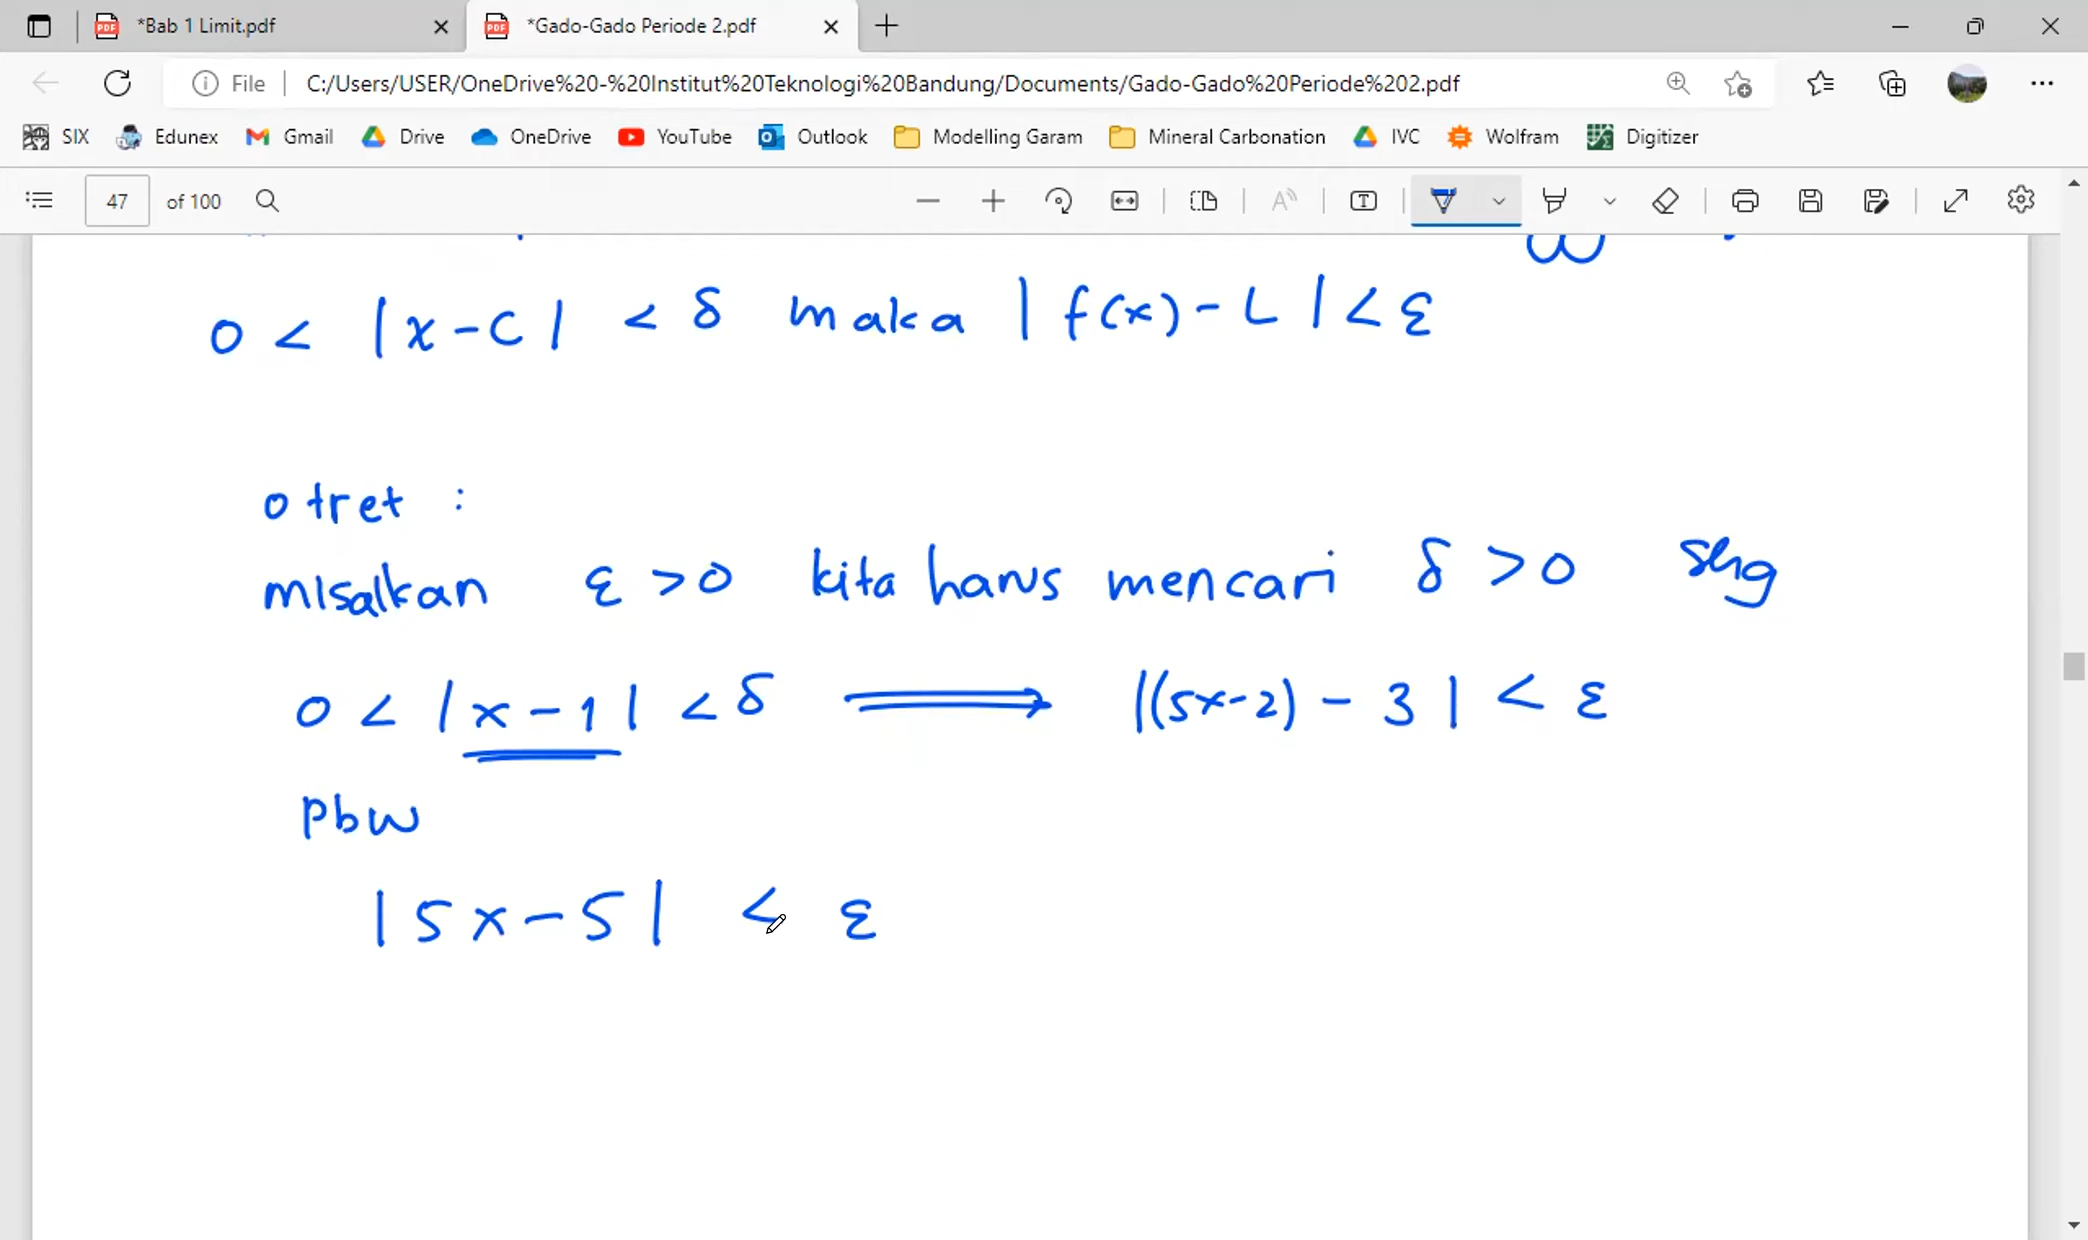 *Bab 1 Limit.pdf
*Gado-Gado Periode 2.pdf
File
C:/Users/USER/OneDrive%20-%20Institut%20Teknologi%20Bandung/Documents/Gado-Gado%20Periode%202.pdf
SIX Edunex Gmail Drive OneDrive YouTube Outlook Modelling Garam Mineral Carbonation IVC Wolfram Digitizer
47 of 100
0 < |x - c| < δ maka | f(x) - L | < ε
otret :
misalkan ε > 0 kita harus mencari δ > 0 shg
0 < |x - 1| < δ ⟹ |(5x-2) - 3| < ε
pbw
|5x - 5| < ε